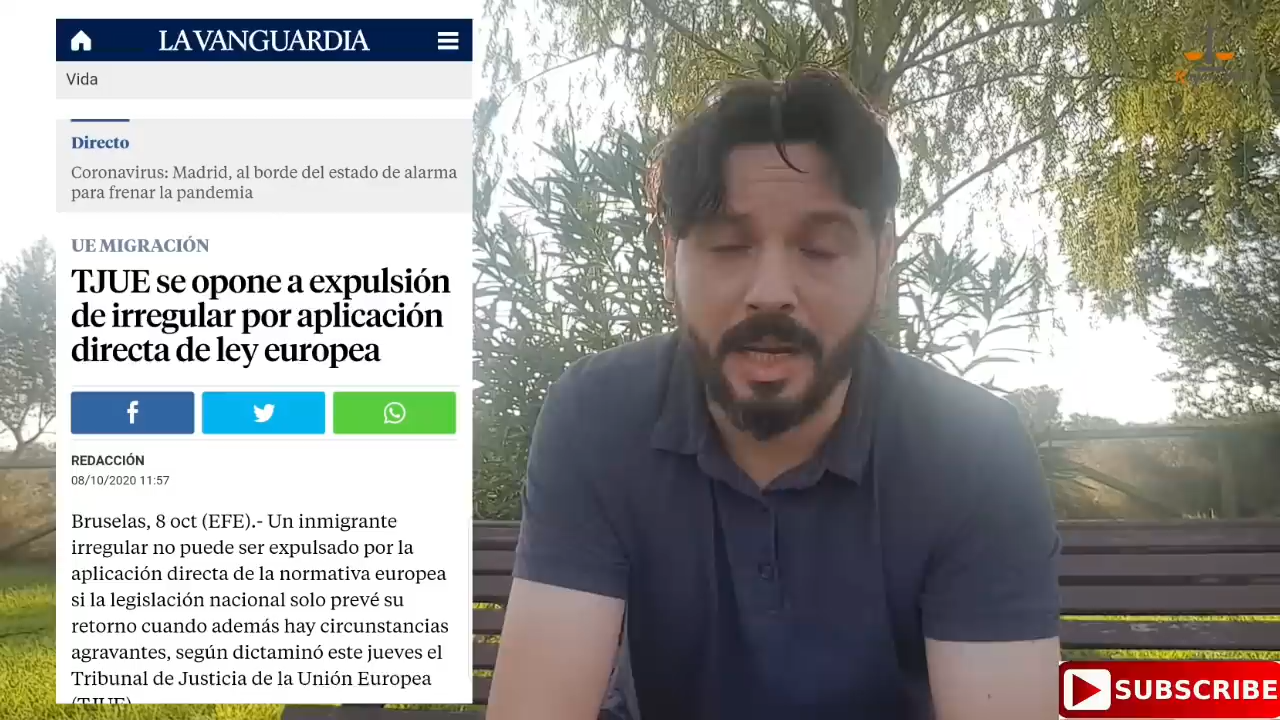 LA VANGUARDIA
Vida
Directo
Coronavirus: Madrid, al borde del estado de alarma
para frenar la pandemia
UE MIGRACIÓN
TJUE se opone a expulsión
de irregular por aplicación
directa de ley europea
REDACCIÓN
08/10/2020 11:57
Bruselas, 8 oct (EFE).- Un inmigrante
irregular no puede ser expulsado por la
aplicación directa de la normativa europea
si la legislación nacional solo prevé su
retorno cuando además hay circunstancias
agravantes, según dictaminó este jueves el
Tribunal de Justicia de la Unión Europea
(TJUE)
SUBSCRIBE